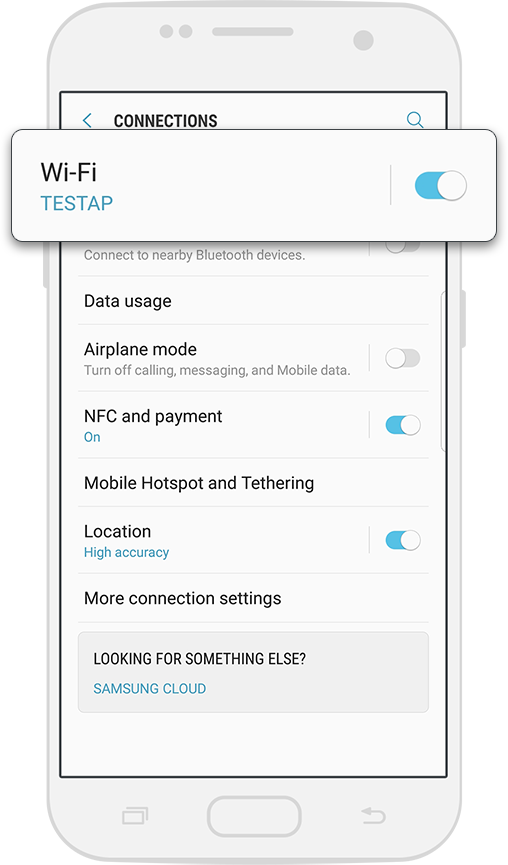 CONNECTIONS
Wi-Fi
TESTAP
Connect to nearby Bluetooth devices.
Data usage
Airplane mode
Turn off calling, messaging, and Mobile data.
NFC and payment
On
Mobile Hotspot and Tethering
Location
High accuracy
More connection settings
LOOKING FOR SOMETHING ELSE?
SAMSUNG CLOUD